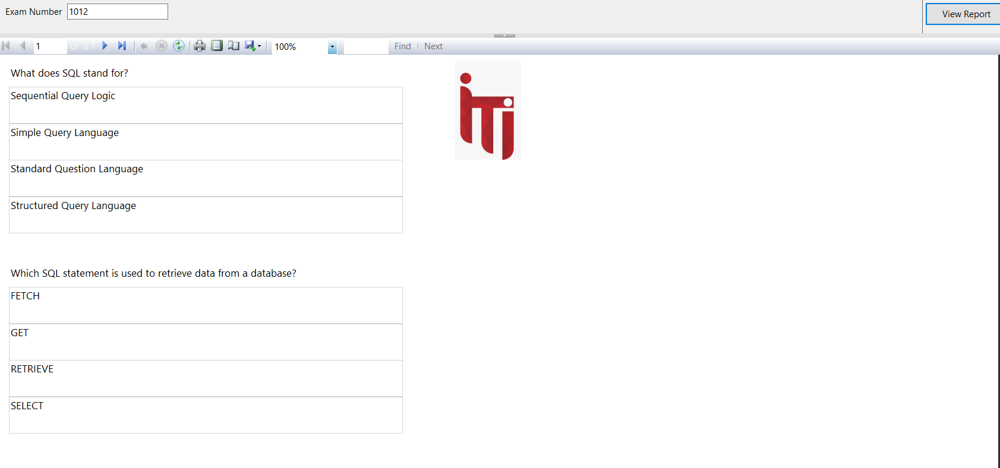 Exam Number 1012
View Report
1 of 2 ? 100% Find | Next
What does SQL stand for?
Sequential Query Logic
Simple Query Language
Standard Question Language
Structured Query Language
iTi
Which SQL statement is used to retrieve data from a database?
FETCH
GET
RETRIEVE
SELECT